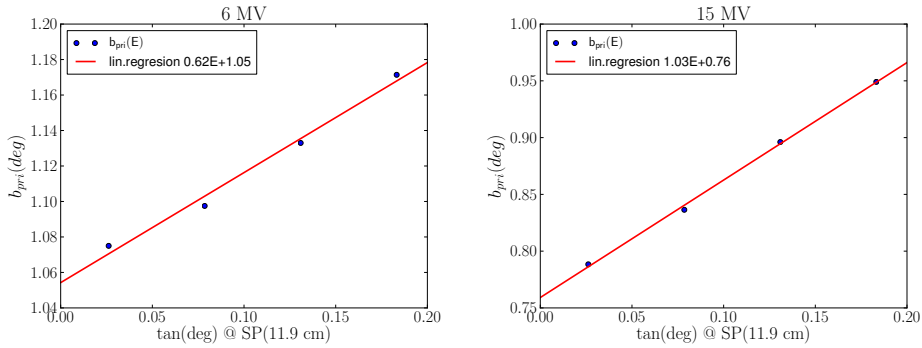 6 MV
1.20
1.18
1.16
1.14
1.12
1.10
1.08
1.06
1.04
b_pri(deg)
b_pri(E)
lin.regresion 0.62E+1.05
0.00 0.05 0.10 0.15 0.20
tan(deg) @ SP(11.9 cm)
15 MV
1.00
0.95
0.90
0.85
0.80
0.75
b_pri(deg)
b_pri(E)
lin.regresion 1.03E+0.76
0.00 0.05 0.10 0.15 0.20
tan(deg) @ SP(11.9 cm)